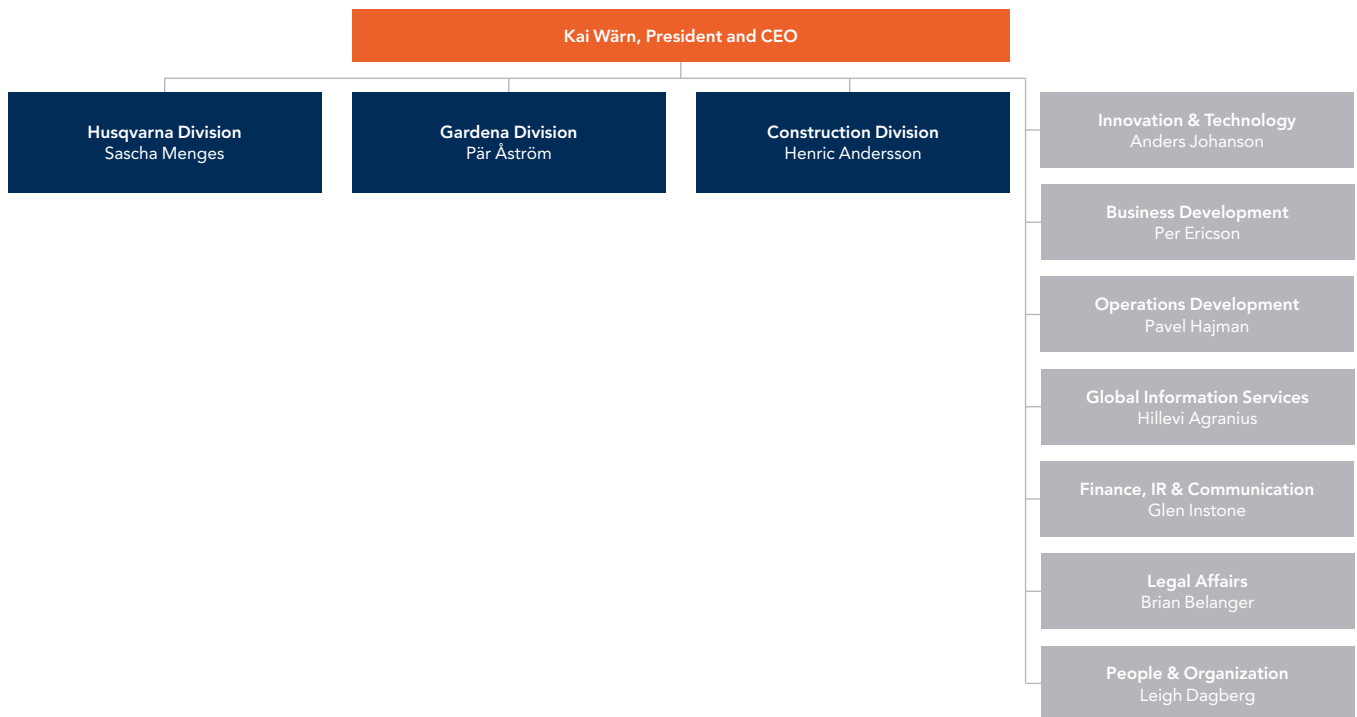 Kai Wärn, President and CEO
Husqvarna Division
Sascha Menges
Gardena Division
Pär Åström
Construction Division
Henric Andersson
Innovation & Technology
Anders Johanson
Business Development
Per Ericson
Operations Development
Pavel Hajman
Global Information Services
Hillevi Agranius
Finance, IR & Communication
Glen Instone
Legal Affairs
Brian Belanger
People & Organization
Leigh Dagberg